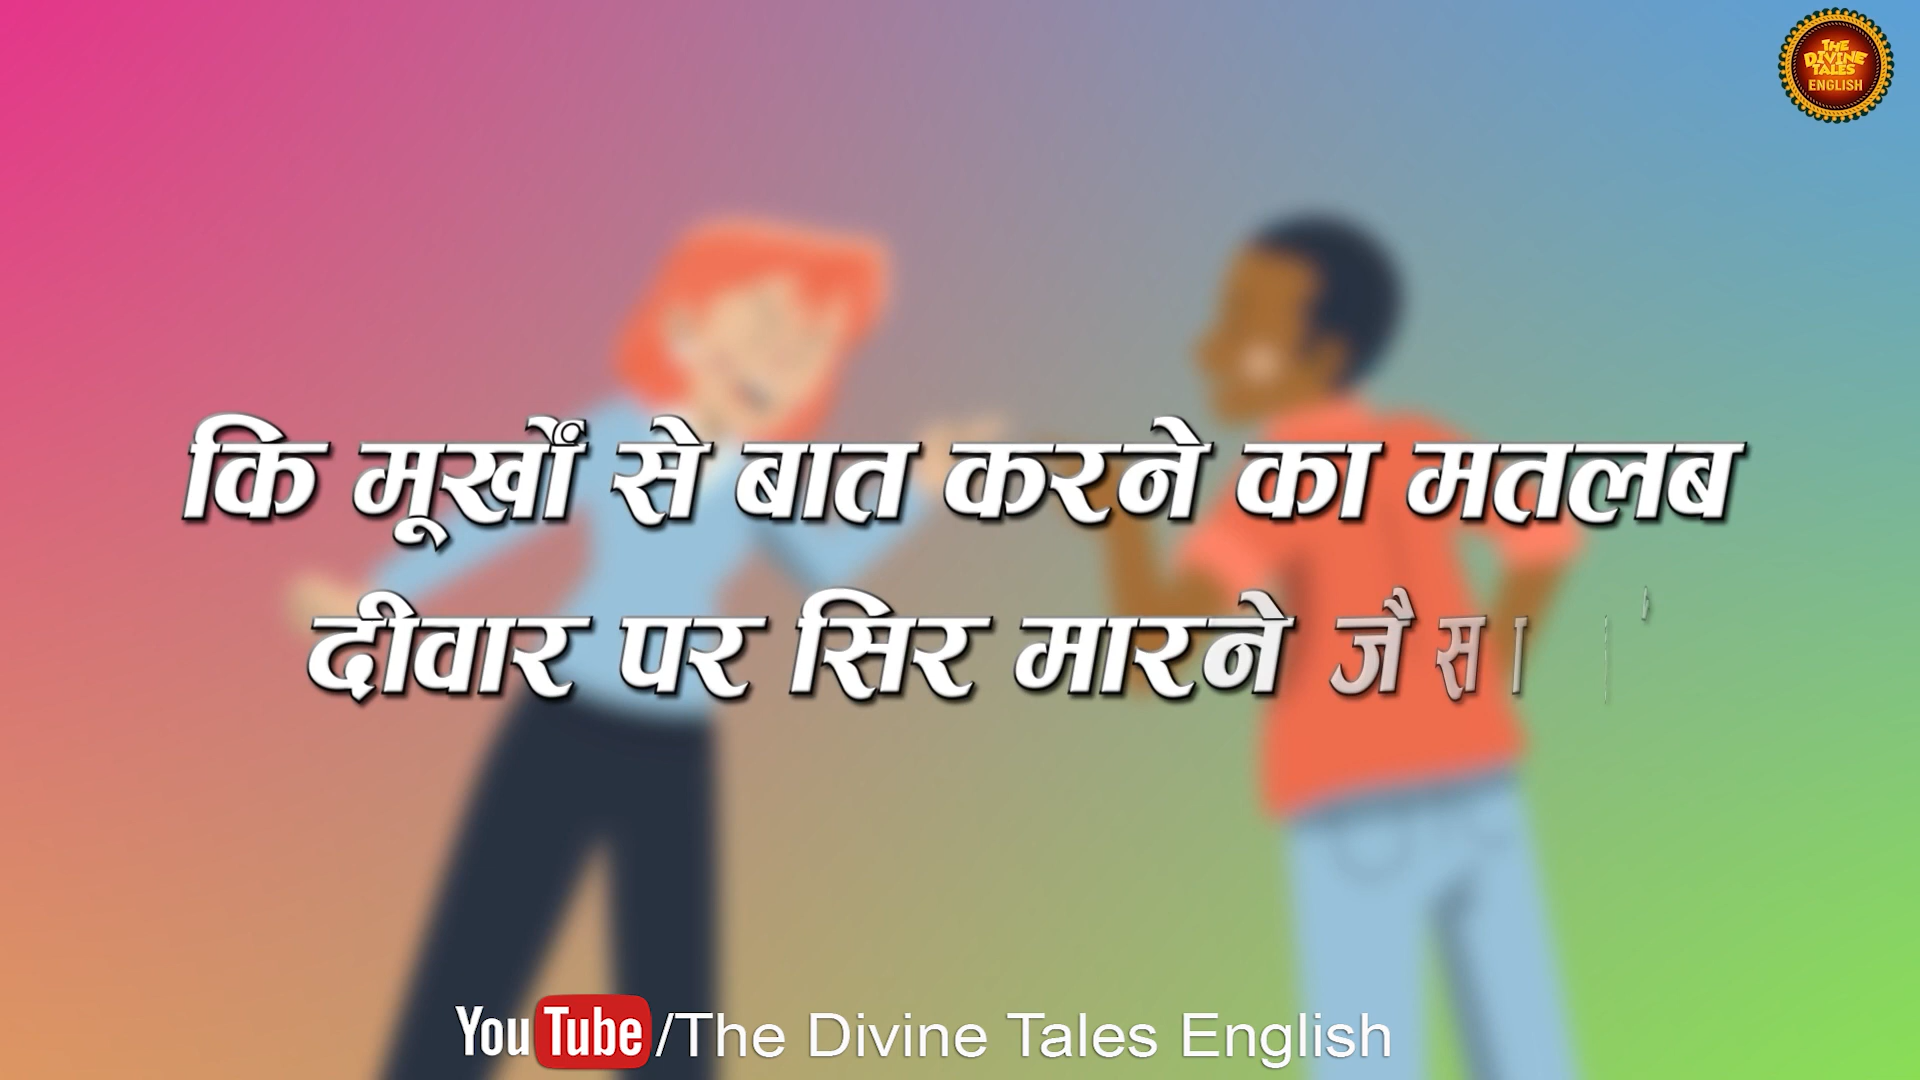 THE
DIVINE
TALES
ENGLISH
कि मूर्खों से बात करने का मतलब
दीवार पर सिर मारने जैसा
YouTube/The Divine Tales English